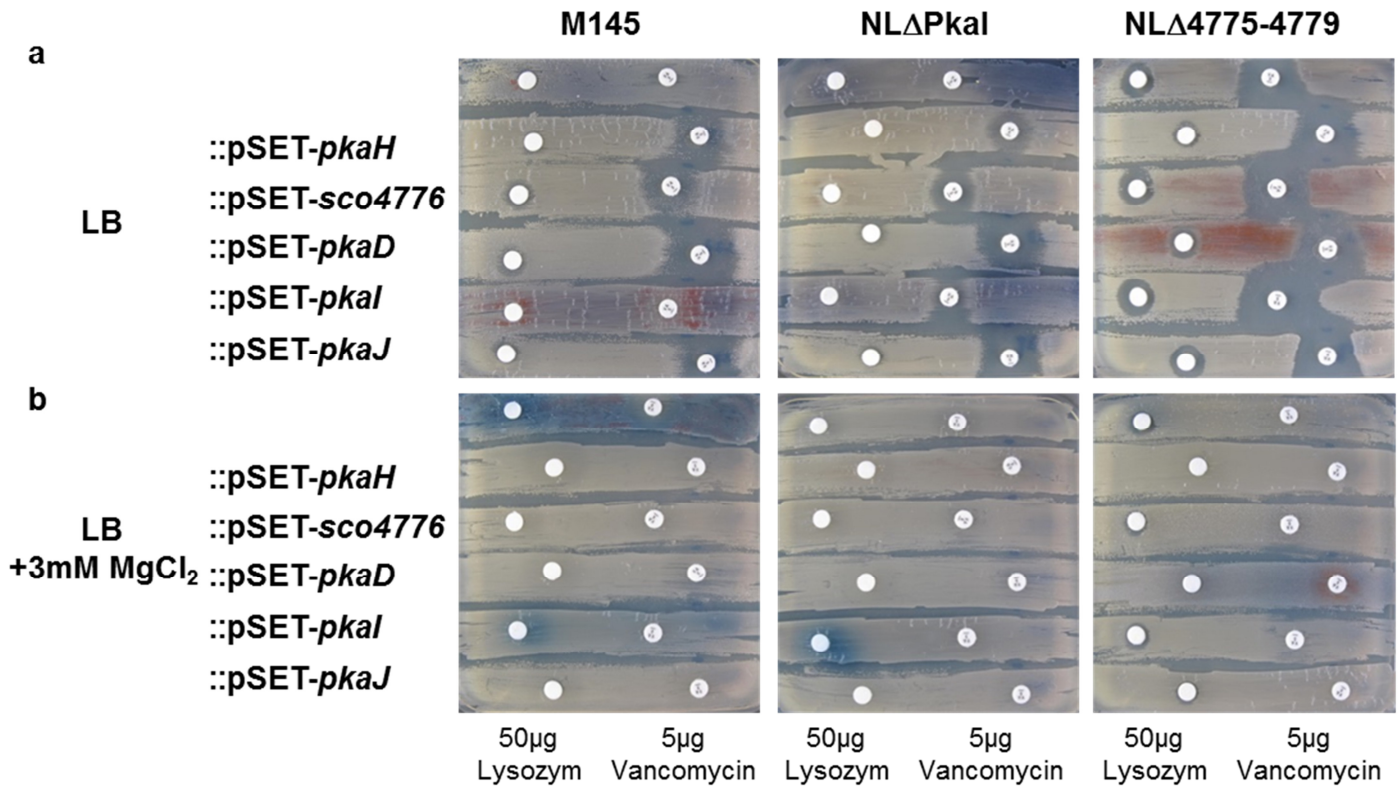 M145 NLΔPkaI NLΔ4775-4779
a
LB
::pSET-pkaH
::pSET-sco4776
::pSET-pkaD
::pSET-pkaI
::pSET-pkaJ
b
LB
+3mM MgCl₂
::pSET-pkaH
::pSET-sco4776
::pSET-pkaD
::pSET-pkaI
::pSET-pkaJ
50µg 5µg 50µg 5µg 50µg 5µg
Lysozym Vancomycin Lysozym Vancomycin Lysozym Vancomycin